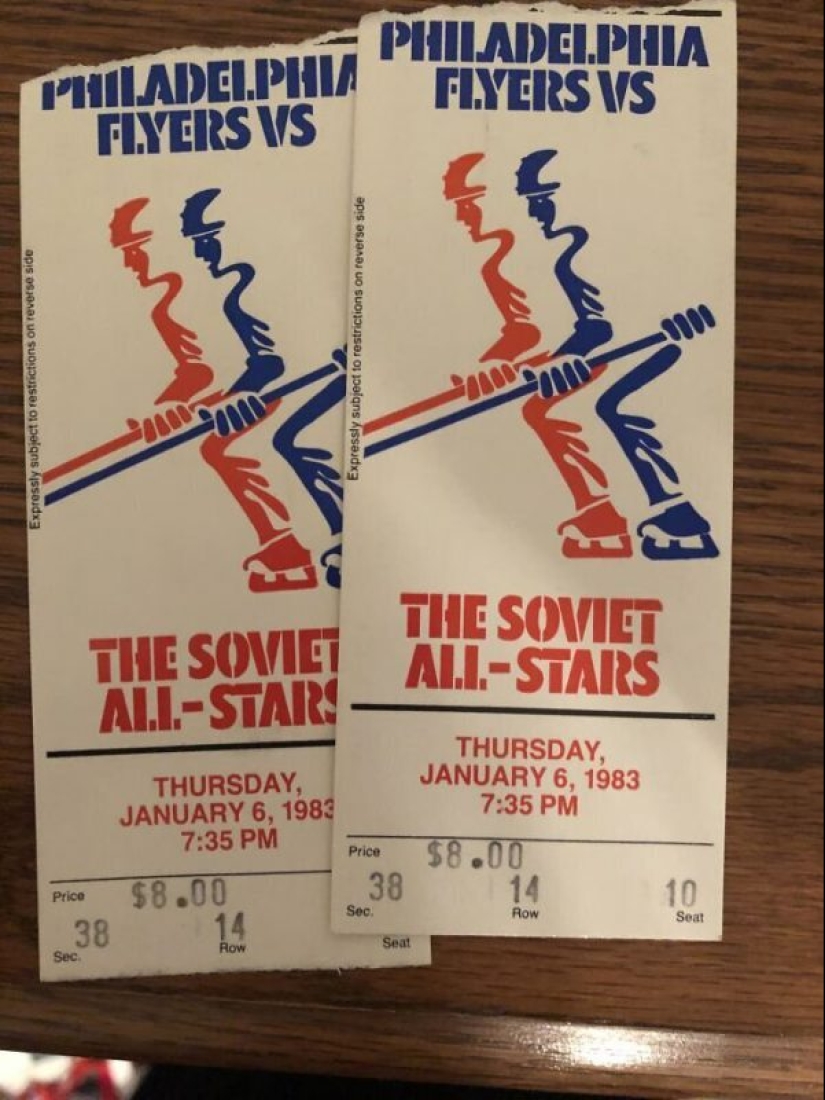 PHILADELPHIA
FLYERS VS
Expressly subject to restrictions on reverse side
THE SOVIET
ALL-STARS
THURSDAY,
JANUARY 6, 1983
7:35 PM
Price $8.00
38 14
Sec. Row Seat
PHILADELPHIA
FLYERS VS
Expressly subject to restrictions on reverse side
THE SOVIET
ALL-STARS
THURSDAY,
JANUARY 6, 1983
7:35 PM
Price $8.00
38 14 10
Sec. Row Seat